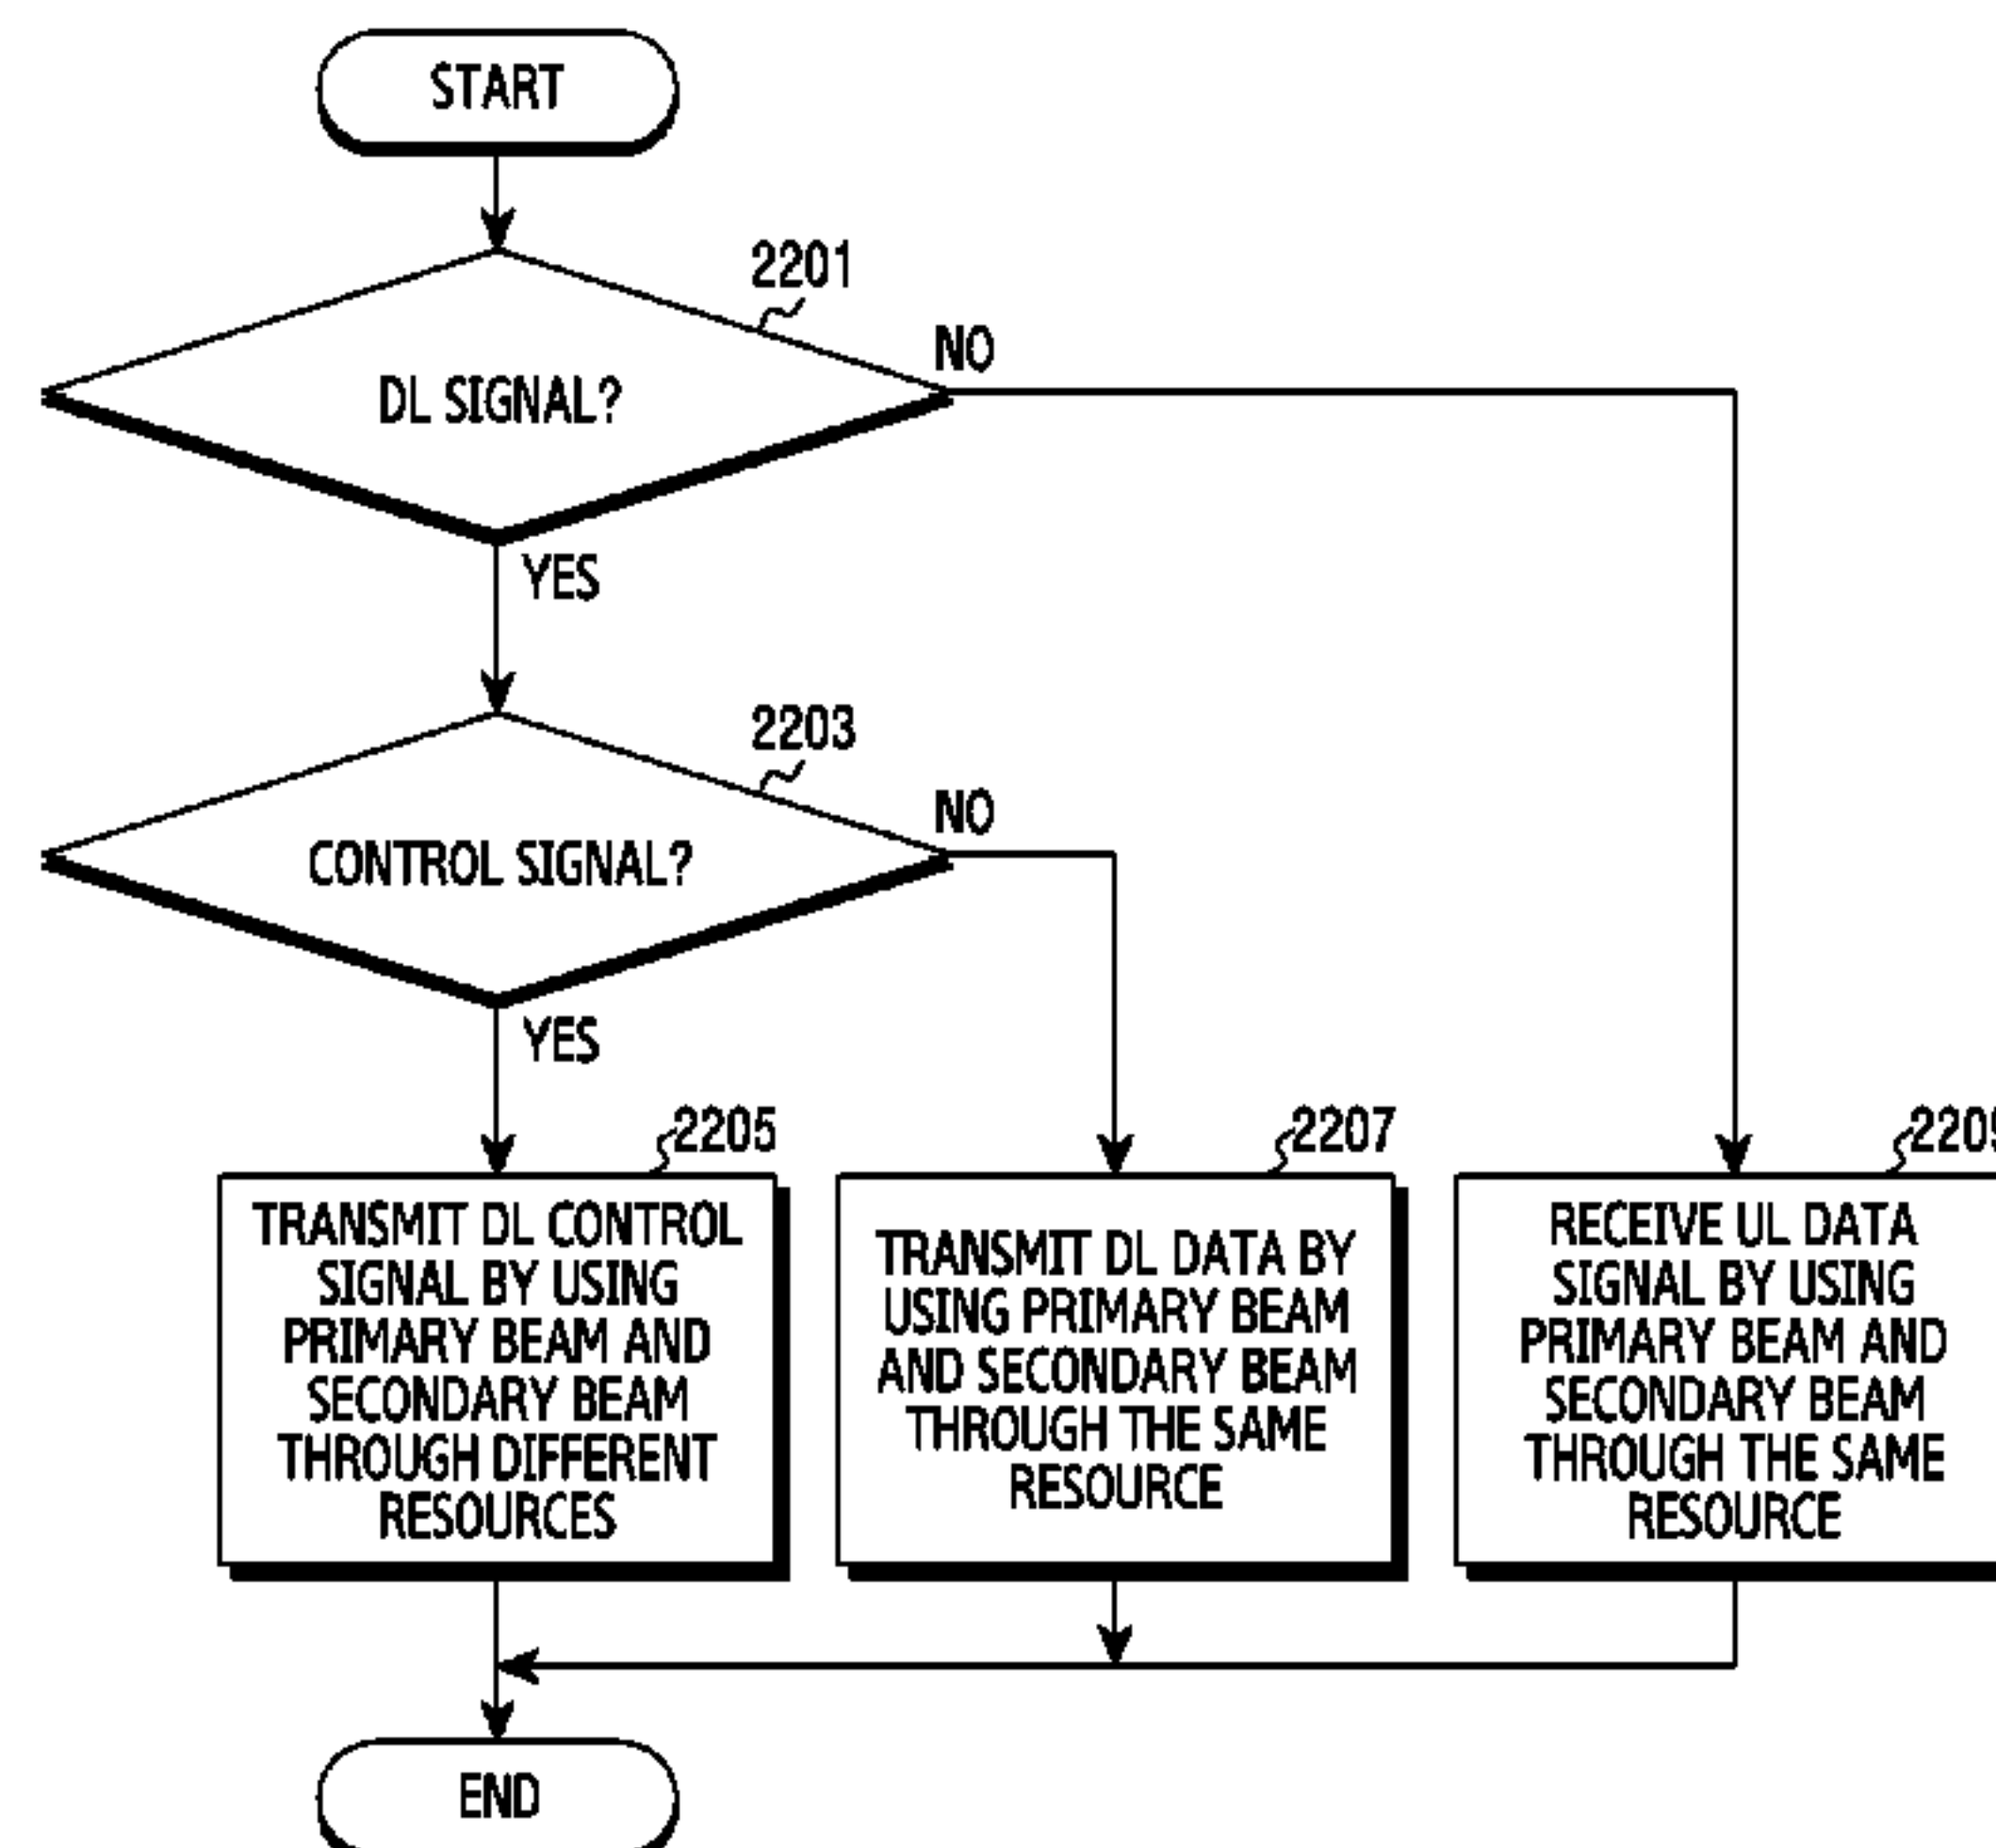 START
2201
NO
DL SIGNAL?
YES
2203
NO
CONTROL SIGNAL?
YES
2205
TRANSMIT DL CONTROL
SIGNAL BY USING
PRIMARY BEAM AND
SECONDARY BEAM
THROUGH DIFFERENT
RESOURCES
2207
TRANSMIT DL DATA BY
USING PRIMARY BEAM
AND SECONDARY BEAM
THROUGH THE SAME
RESOURCE
2209
RECEIVE UL DATA
SIGNAL BY USING
PRIMARY BEAM AND
SECONDARY BEAM
THROUGH THE SAME
RESOURCE
END